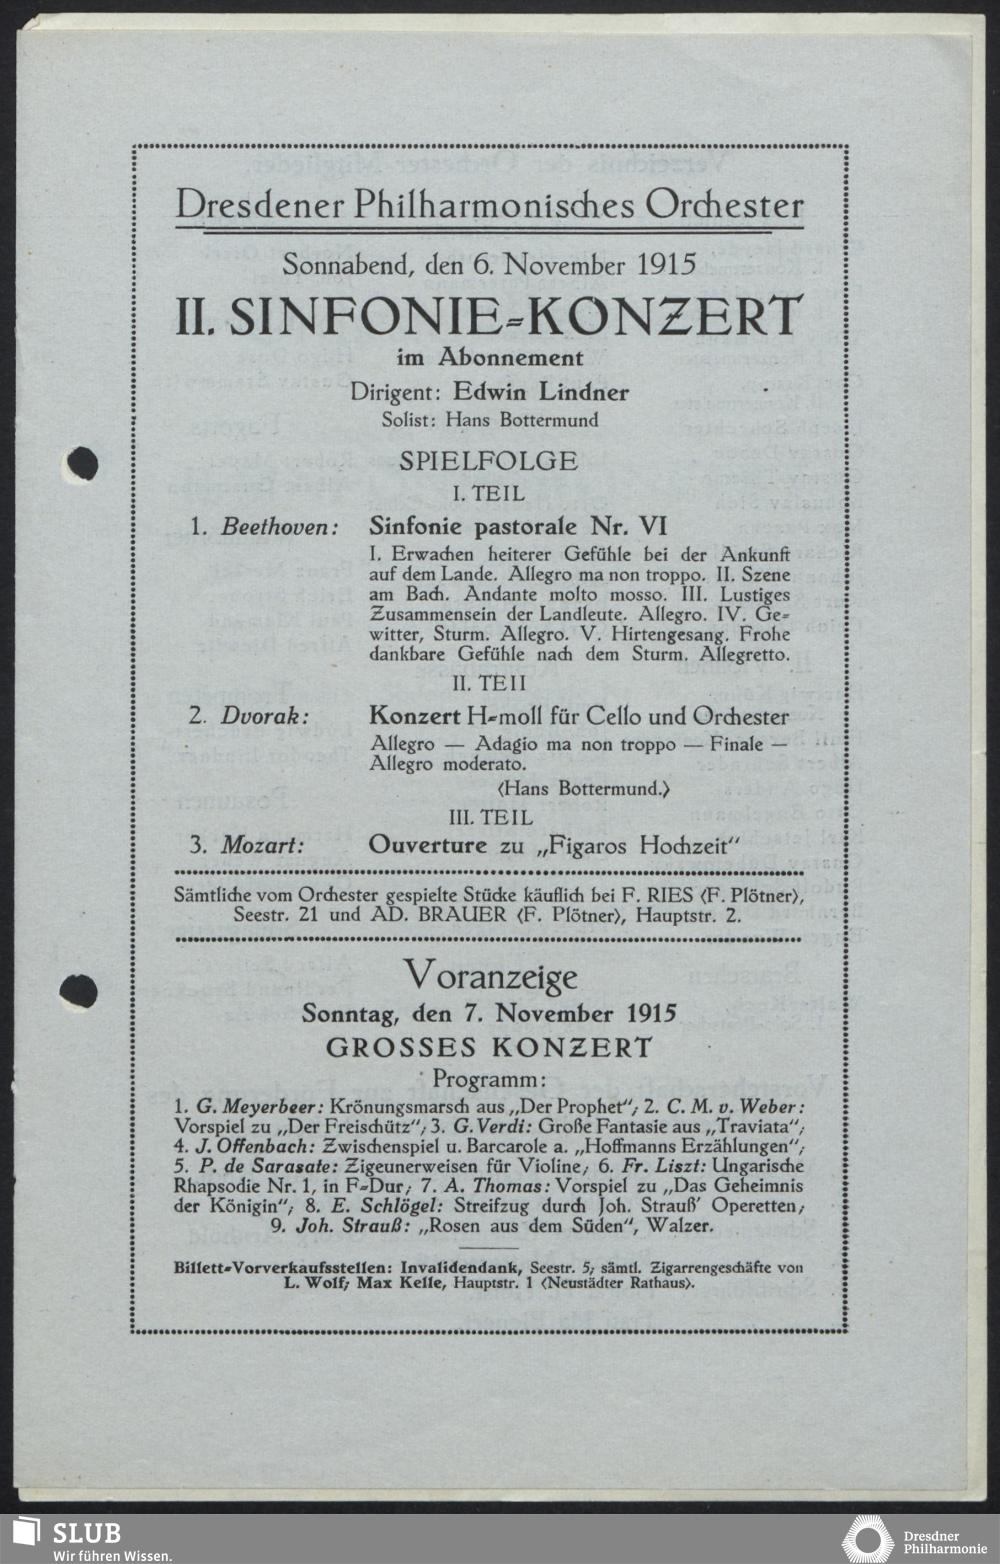 Dresdener Philharmonisches Orchester
Sonnabend, den 6. November 1915
II. SINFONIE-KONZERT
im Abonnement
Dirigent: Edwin Lindner
Solist: Hans Bottermund
SPIELFOLGE
I. TEIL
1. Beethoven: Sinfonie pastorale Nr. VI
I. Erwachen heiterer Gefühle bei der Ankunft
auf dem Lande. Allegro ma non troppo. II. Szene
am Bach. Andante molto mosso. III. Lustiges
Zusammensein der Landleute. Allegro. IV. Ge-
witter, Sturm. Allegro. V. Hirtengesang. Frohe
dankbare Gefühle nach dem Sturm. Allegretto.
II. TEIL
2. Dvorak: Konzert H-moll für Cello und Orchester
Allegro — Adagio ma non troppo — Finale —
Allegro moderato.
(Hans Bottermund.)
III. TEIL
3. Mozart: Ouverture zu „Figaros Hochzeit“
Sämtliche vom Orchester gespielte Stücke käuflich bei F. RIES (F. Plötner),
Seestr. 21 und AD. BRAUER (F. Plötner), Hauptstr. 2.
Voranzeige
Sonntag, den 7. November 1915
GROSSES KONZERT
Programm:
1. G. Meyerbeer: Krönungsmarsch aus „Der Prophet“; 2. C. M. v. Weber:
Vorspiel zu „Der Freischütz“; 3. G. Verdi: Große Fantasie aus „Traviata“;
4. J. Offenbach: Zwischenspiel u. Barcarole a. „Hoffmanns Erzählungen“;
5. P. de Sarasate: Zigeunerweisen für Violine; 6. Fr. Liszt: Ungarische
Rhapsodie Nr. 1, in F-Dur; 7. A. Thomas: Vorspiel zu „Das Geheimnis
der Königin“; 8. E. Schlögel: Streifzug durch Joh. Strauß' Operetten;
9. Joh. Strauß: „Rosen aus dem Süden“, Walzer.
Billett-Vorverkaufsstellen: Invalidendank, Seestr. 5; sämtl. Zigarrengeschäfte von
L. Wolf; Max Kelle, Hauptstr. 1 (Neustädter Rathaus).
SLUB
Wir führen Wissen.
Dresdner
Philharmonie